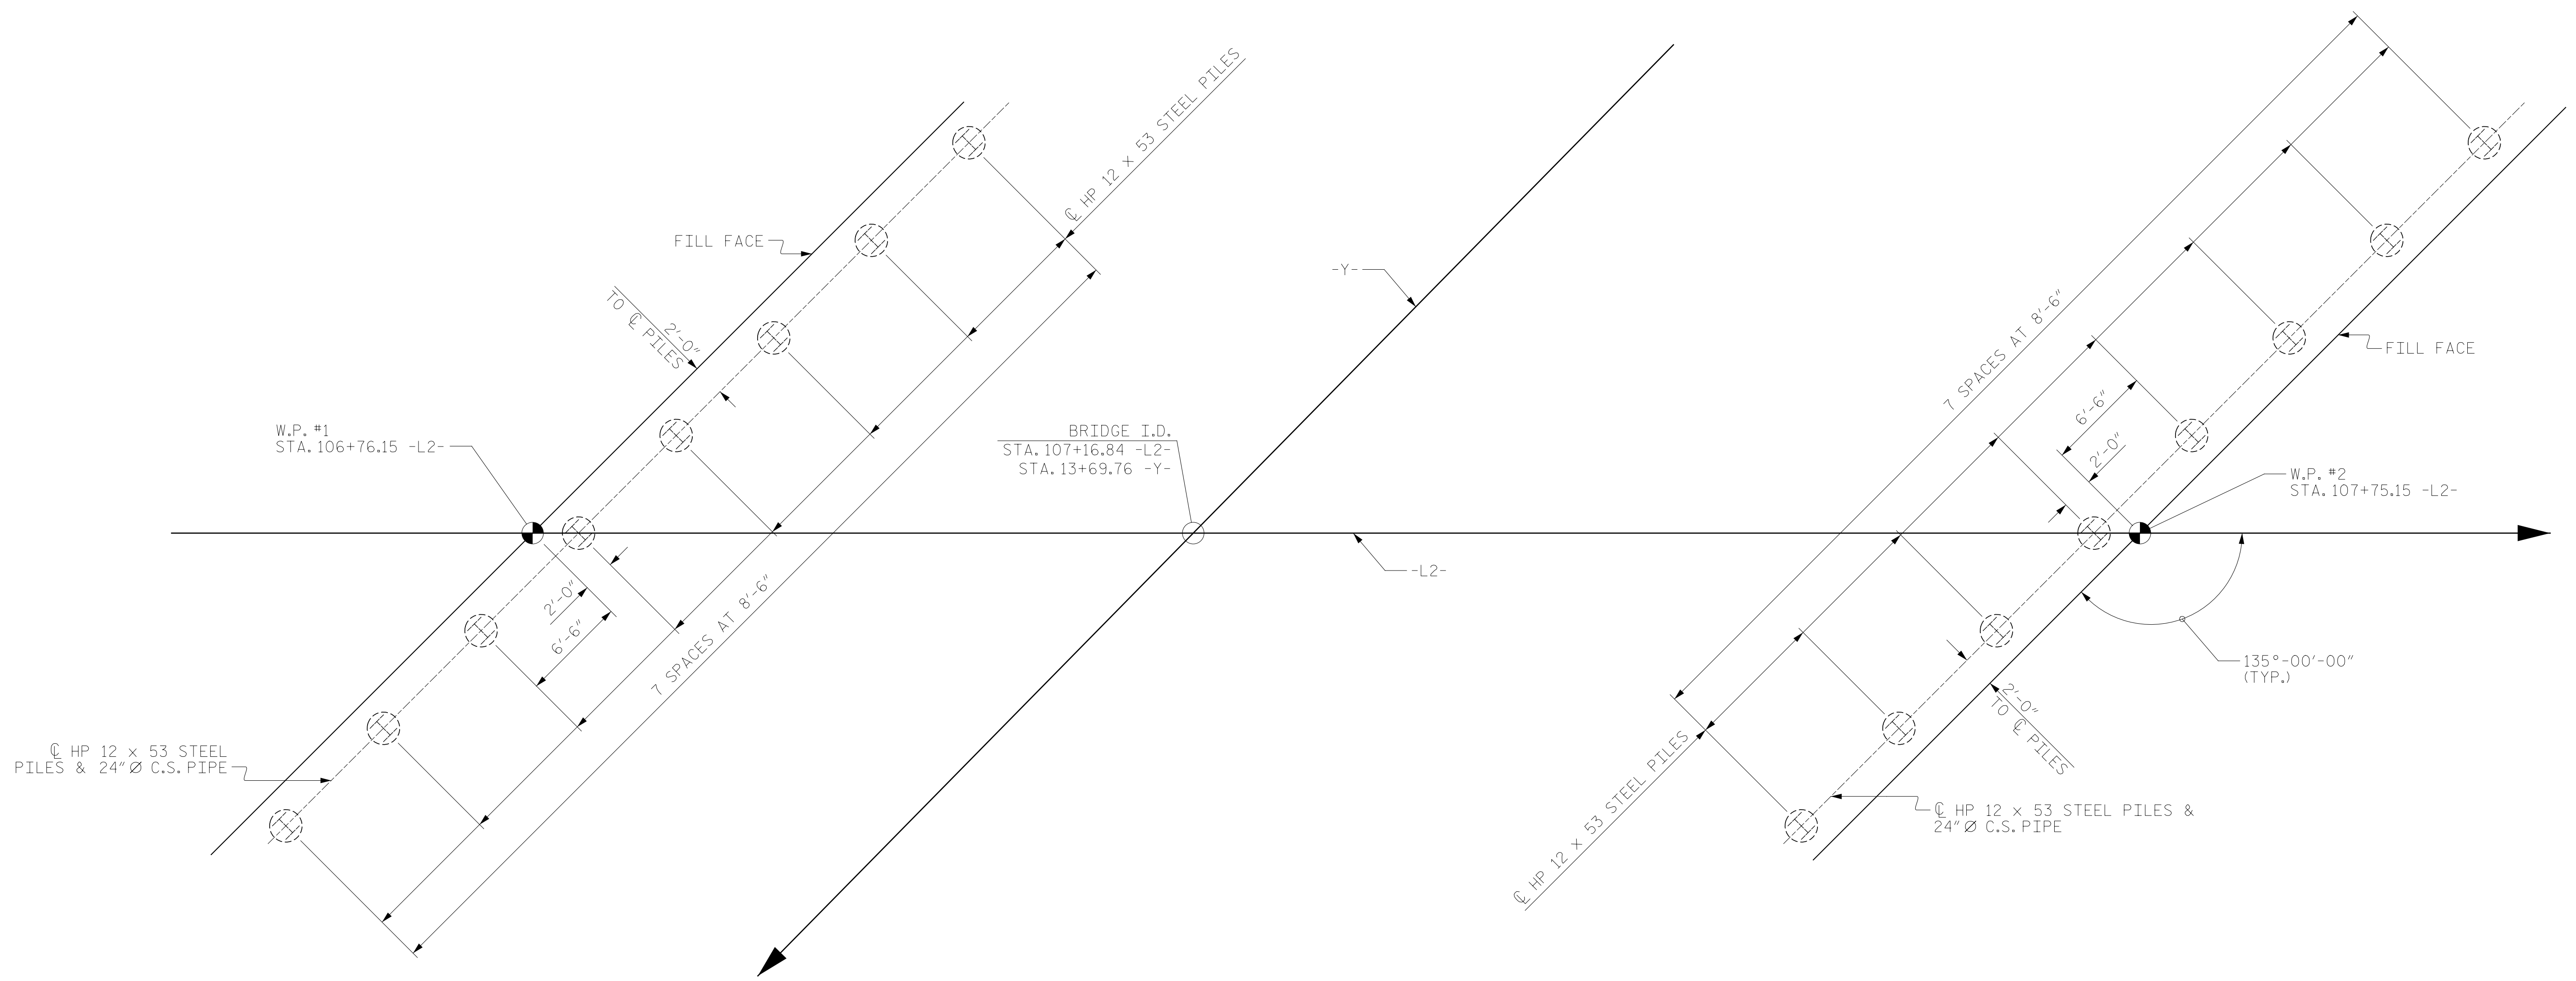 ℄ HP 12 x 53 STEEL PILES
FILL FACE
2'-0"
TO ℄ PILES
W.P. #1
STA. 106+76.15 -L2-
2'-0"
6'-6"
7 SPACES AT 8'-6"
℄ HP 12 x 53 STEEL
PILES & 24"Ø C.S. PIPE
-Y-
BRIDGE I.D.
STA. 107+16.84 -L2-
STA. 13+69.76 -Y-
-L2-
7 SPACES AT 8'-6"
6'-6"
2'-0"
FILL FACE
W.P. #2
STA. 107+75.15 -L2-
135°-00'-00"
(TYP.)
2'-0"
TO ℄ PILES
℄ HP 12 x 53 STEEL PILES
℄ HP 12 x 53 STEEL PILES &
24"Ø C.S. PIPE